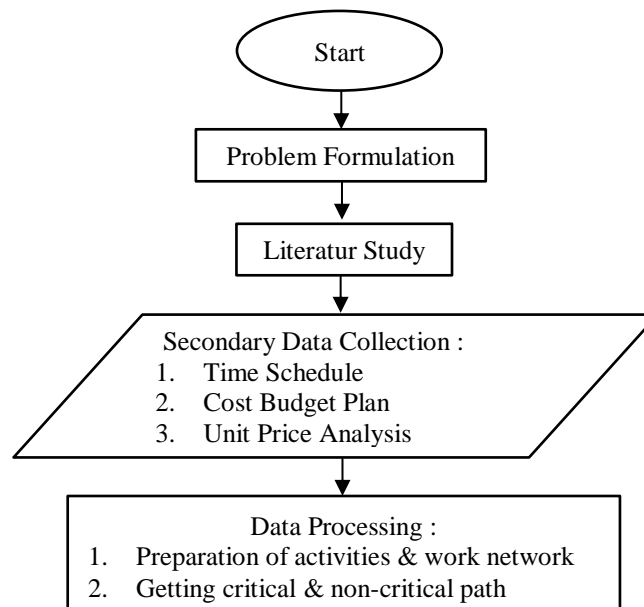 Start
Problem Formulation
Literatur Study
Secondary Data Collection :
1. Time Schedule
2. Cost Budget Plan
3. Unit Price Analysis
Data Processing :
1. Preparation of activities & work network
2. Getting critical & non-critical path